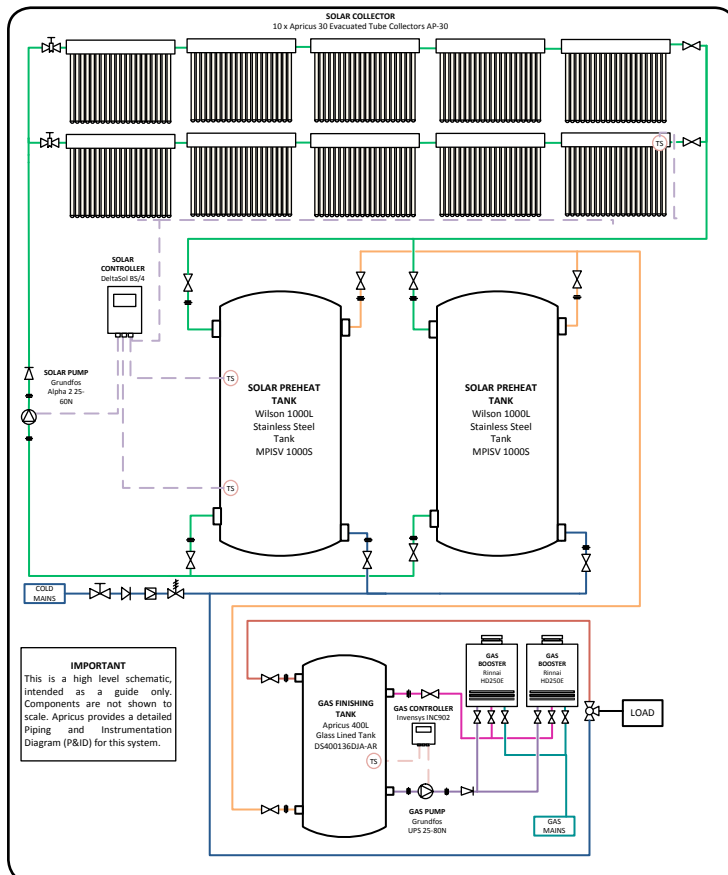 SOLAR COLLECTOR
10 x Apricus 30 Evacuated Tube Collectors AP-30
TS
SOLAR
CONTROLLER
DeltaSol BS/4
SOLAR PUMP
Grundfos
Alpha 2 25-
60N
TS
SOLAR PREHEAT
TANK
Wilson 1000L
Stainless Steel
Tank
MPISV 1000S
TS
SOLAR PREHEAT
TANK
Wilson 1000L
Stainless Steel
Tank
MPISV 1000S
COLD
MAINS
IMPORTANT
This is a high level schematic,
intended as a guide only.
Components are not shown to
scale. Apricus provides a detailed
Piping and Instrumentation
Diagram (P&ID) for this system.
GAS FINISHING
TANK
Apricus 400L
Glass Lined Tank
DS400136DJA-AR
TS
GAS CONTROLLER
Invensys INC902
GAS PUMP
Grundfos
UPS 25-80N
GAS
BOOSTER
Rinnai
HD250E
GAS
BOOSTER
Rinnai
HD250E
LOAD
GAS
MAINS